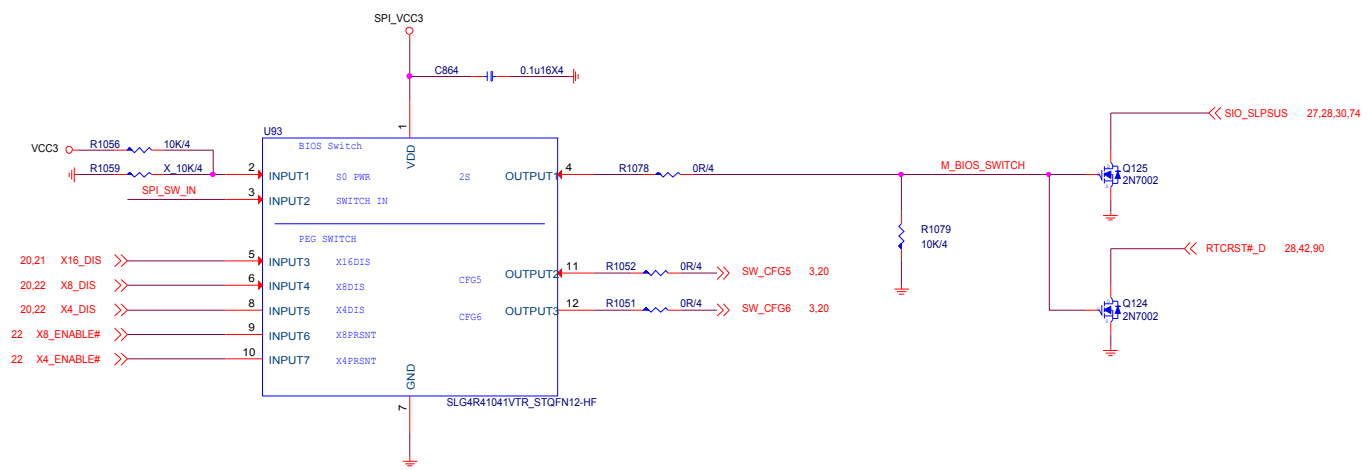 SPI_VCC3
C864 0.1u16X4
SIO_SLPSUS 27,28,30,74
U93
1
VCC3 R1056 10K/4
BIOS Switch
VDD
Q125
2N7002
R1059 X_10K/4
2 INPUT1 S0 PWR 2S OUTPUT1 4
R1078 0R/4
M_BIOS_SWITCH
SPI_SW_IN
3 INPUT2 SWITCH IN
R1079
10K/4
PEG SWITCH
RTCRST#_D 28,42,90
20,21 X16_DIS 5 INPUT3 X16DIS
OUTPUT2 11 R1052 0R/4 SW_CFG5 3,20
CFG5
20,22 X8_DIS 6 INPUT4 X8DIS
Q124
2N7002
20,22 X4_DIS 8 INPUT5 X4DIS
CFG6 OUTPUT3 12 R1051 0R/4 SW_CFG6 3,20
22 X8_ENABLE# 9 INPUT6 X8PRSNT
22 X4_ENABLE# 10 INPUT7 X4PRSNT
GND
7
SLG4R41041VTR_STQFN12-HF